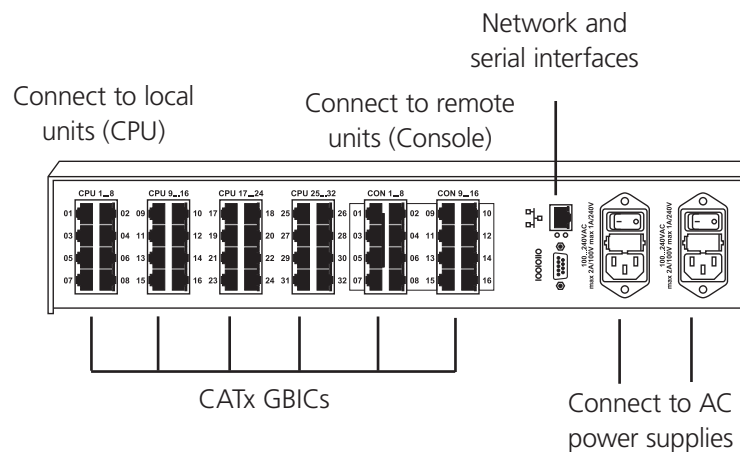 Network and
serial interfaces
Connect to local
units (CPU)
Connect to remote
units (Console)
CPU 1...8 CPU 9...16 CPU 17...24 CPU 25...32 CON 1...8 CON 9...16
01 02 09 10 17 18 25 26 01 02 09 10
03 04 11 12 19 20 27 28 03 04 11 12
05 06 13 14 21 22 29 30 05 06 13 14
07 08 15 16 23 24 31 32 07 08 15 16
IOIOIIO
100...240VAC
max 2A/100V max 1A/240V
100...240VAC
max 2A/100V max 1A/240V
CATx GBICs
Connect to AC
power supplies